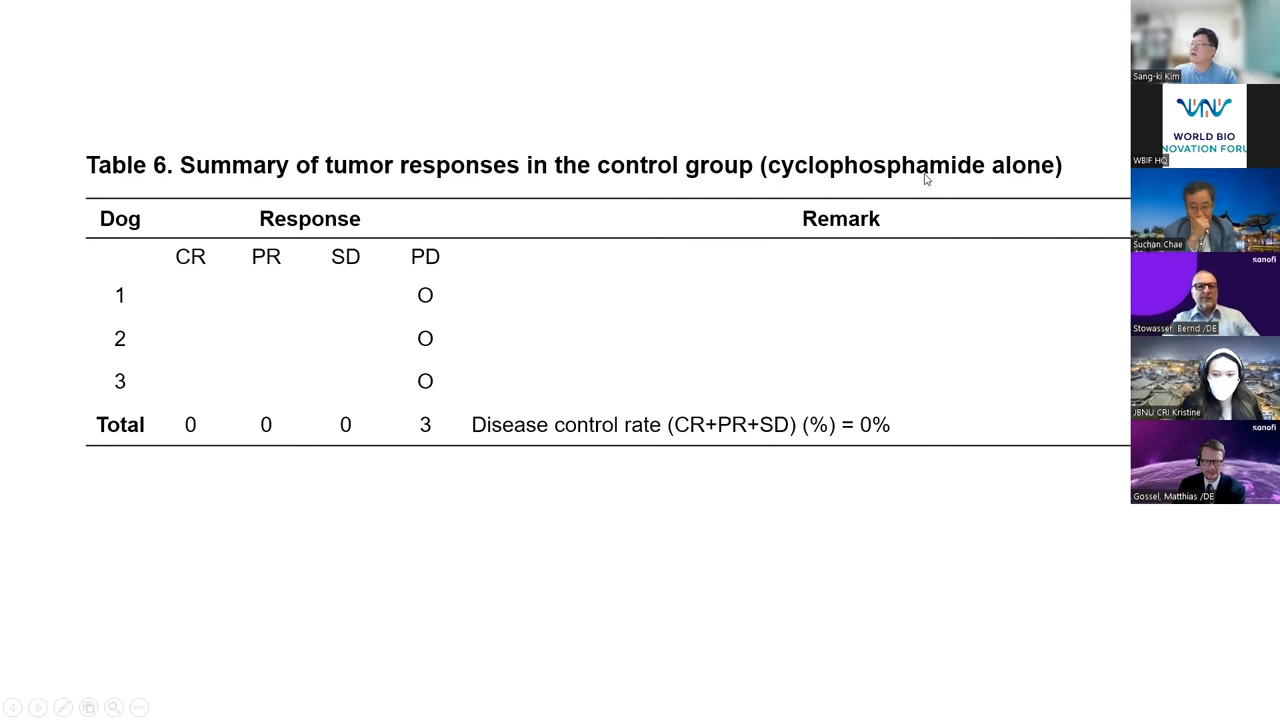 Table 6. Summary of tumor responses in the control group (cyclophosphamide alone)
Dog Response Remark
CR PR SD PD
1 O
2 O
3 O
Total 0 0 0 3 Disease control rate (CR+PR+SD) (%) = 0%
Sang-ki Kim
WORLD BIO
NOVATION FORU
WBIF HQ
Suchan Chae
sanofi
Stowasser, Bernd /DE
JBNU CRI Kristine
sanofi
Gossel, Matthias /DE